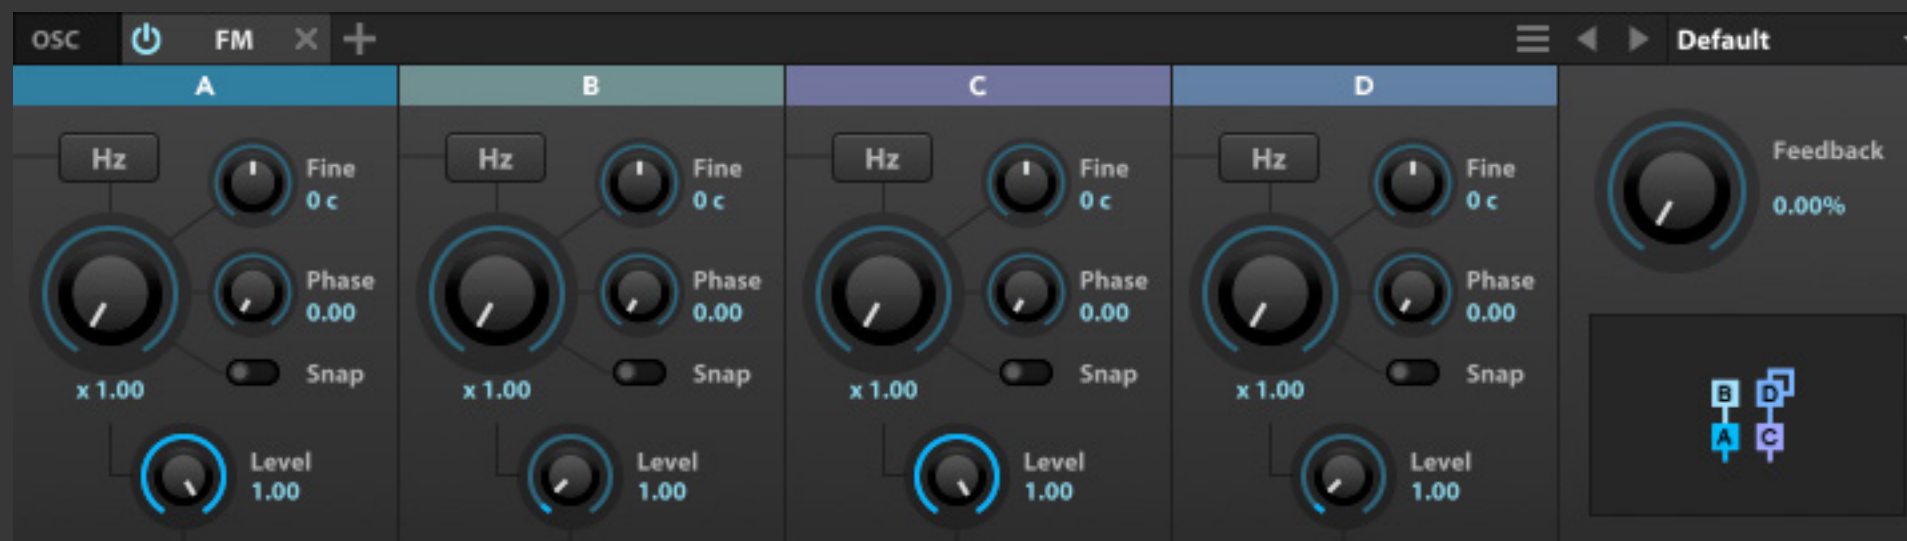 OSC FM Default
A B C D
Hz Fine Hz Fine Hz Fine Hz Fine Feedback
0 c 0 c 0 c 0 c 0.00%
Phase Phase Phase Phase
0.00 0.00 0.00 0.00
Snap Snap Snap Snap
x 1.00 x 1.00 x 1.00 x 1.00
B D
A C
Level Level Level Level
1.00 1.00 1.00 1.00